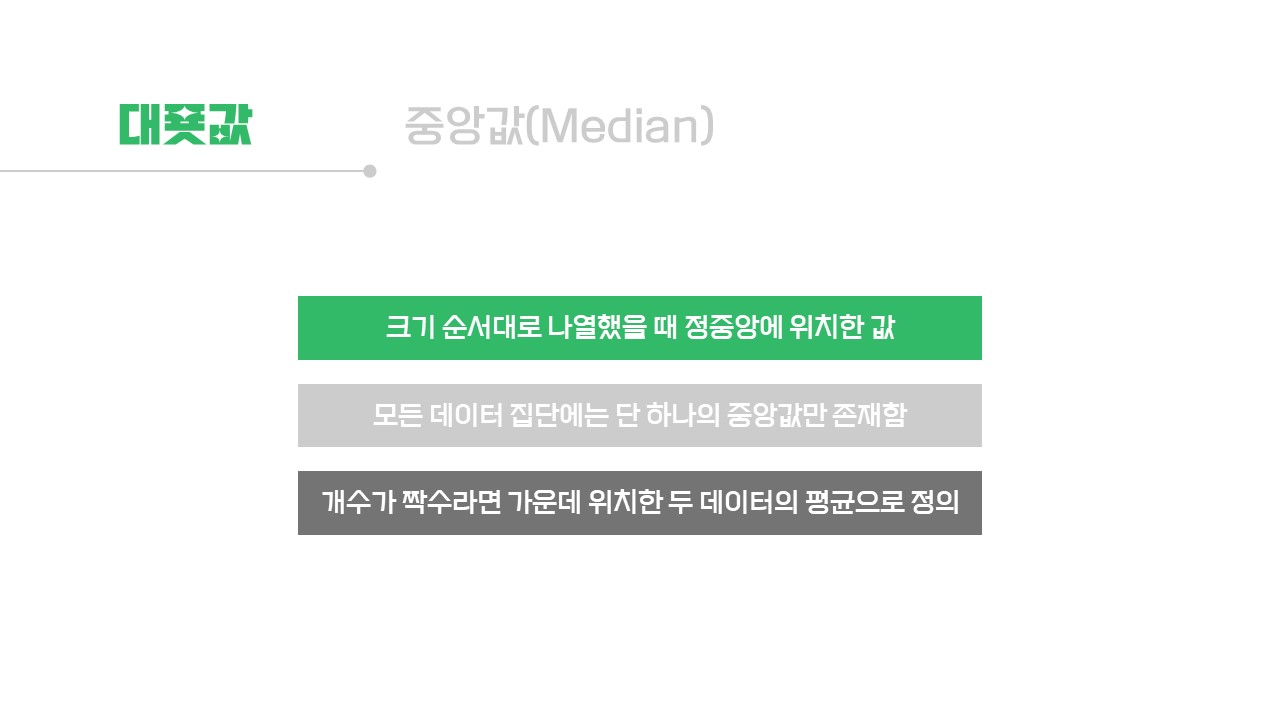 대푯값
중앙값(Median)
크기 순서대로 나열했을 때 정중앙에 위치한 값
모든 데이터 집단에는 단 하나의 중앙값만 존재함
개수가 짝수라면 가운데 위치한 두 데이터의 평균으로 정의